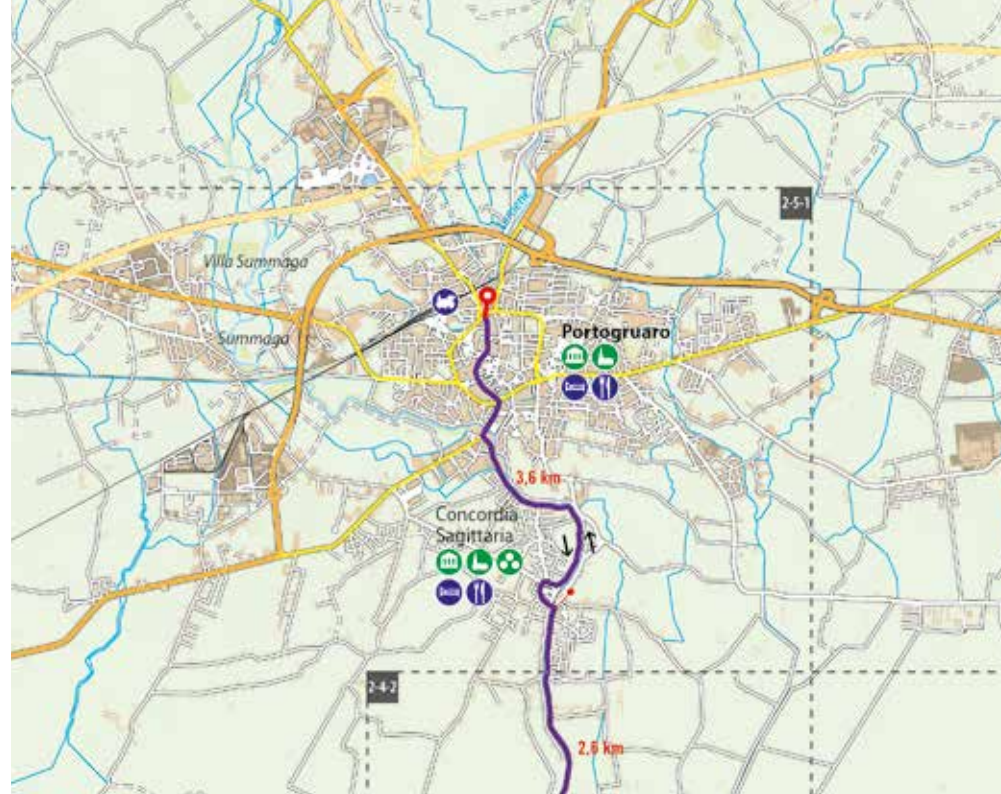 2-5-1
Villa Summaga
Summaga
Portogruaro
3,6 km
Concordia
Sagittaria
2-4-2
2,6 km